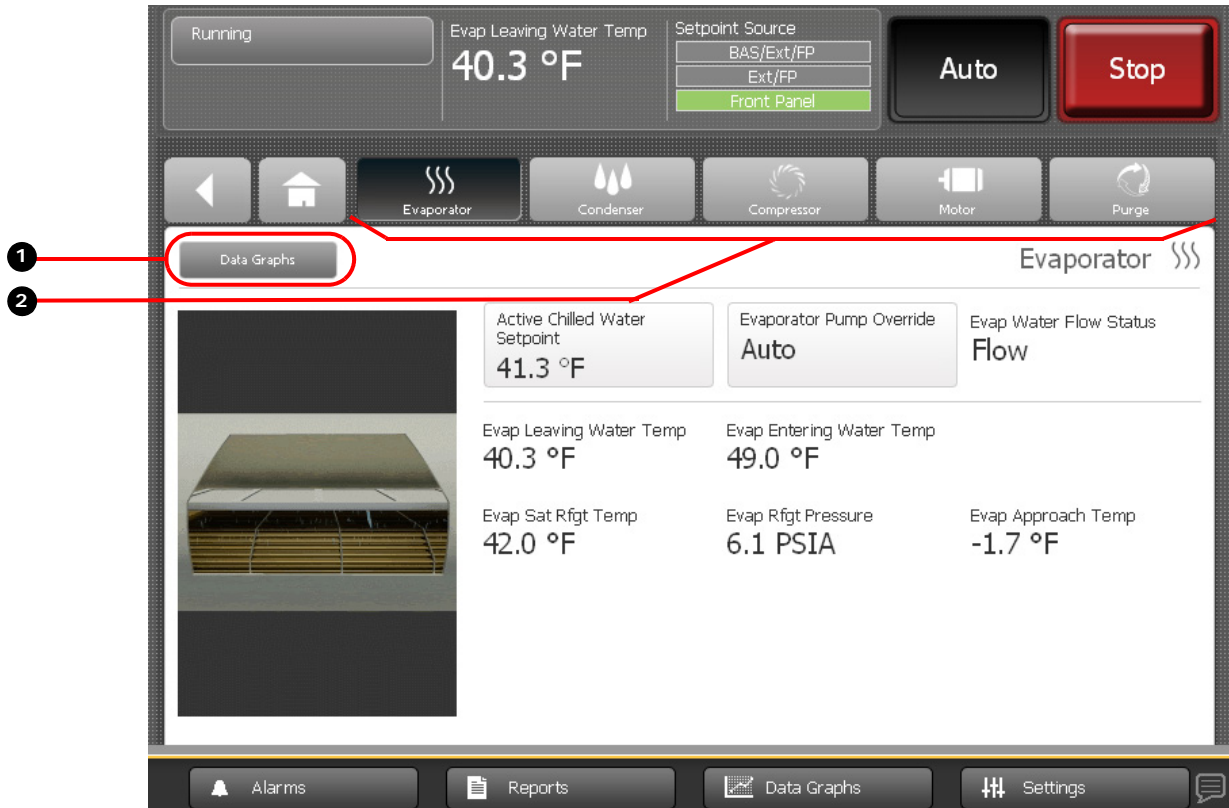 Running
Evap Leaving Water Temp
40.3 °F
Setpoint Source
BAS/Ext/FP
Ext/FP
Front Panel
Auto
Stop
Evaporator
Condenser
Compressor
Motor
Purge
1
Data Graphs
Evaporator
2
Active Chilled Water
Setpoint
41.3 °F
Evaporator Pump Override
Auto
Evap Water Flow Status
Flow
Evap Leaving Water Temp
40.3 °F
Evap Entering Water Temp
49.0 °F
Evap Sat Rfgt Temp
42.0 °F
Evap Rfgt Pressure
6.1 PSIA
Evap Approach Temp
-1.7 °F
Alarms
Reports
Data Graphs
Settings